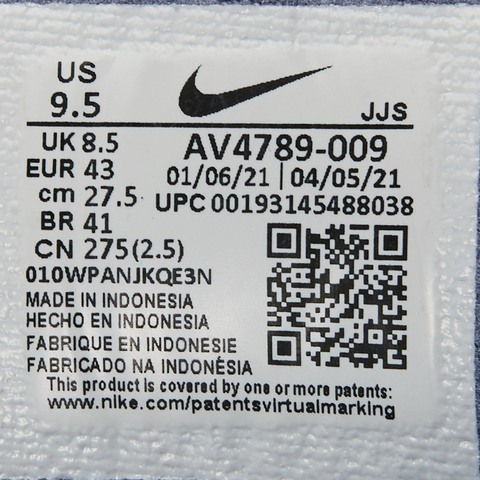 US
9.5
JJS
UK 8.5
EUR 43
cm 27.5
BR 41
CN 275(2.5)
AV4789-009
01/06/21 | 04/05/21
UPC 00193145488038
010WPANJKQE3N
MADE IN INDONESIA
HECHO EN INDONESIA
FABRIQUE EN INDONESIE
FABRICADO NA INDONÉSIA
This product is covered by one or more patents:
www.nike.com/patentsvirtualmarking